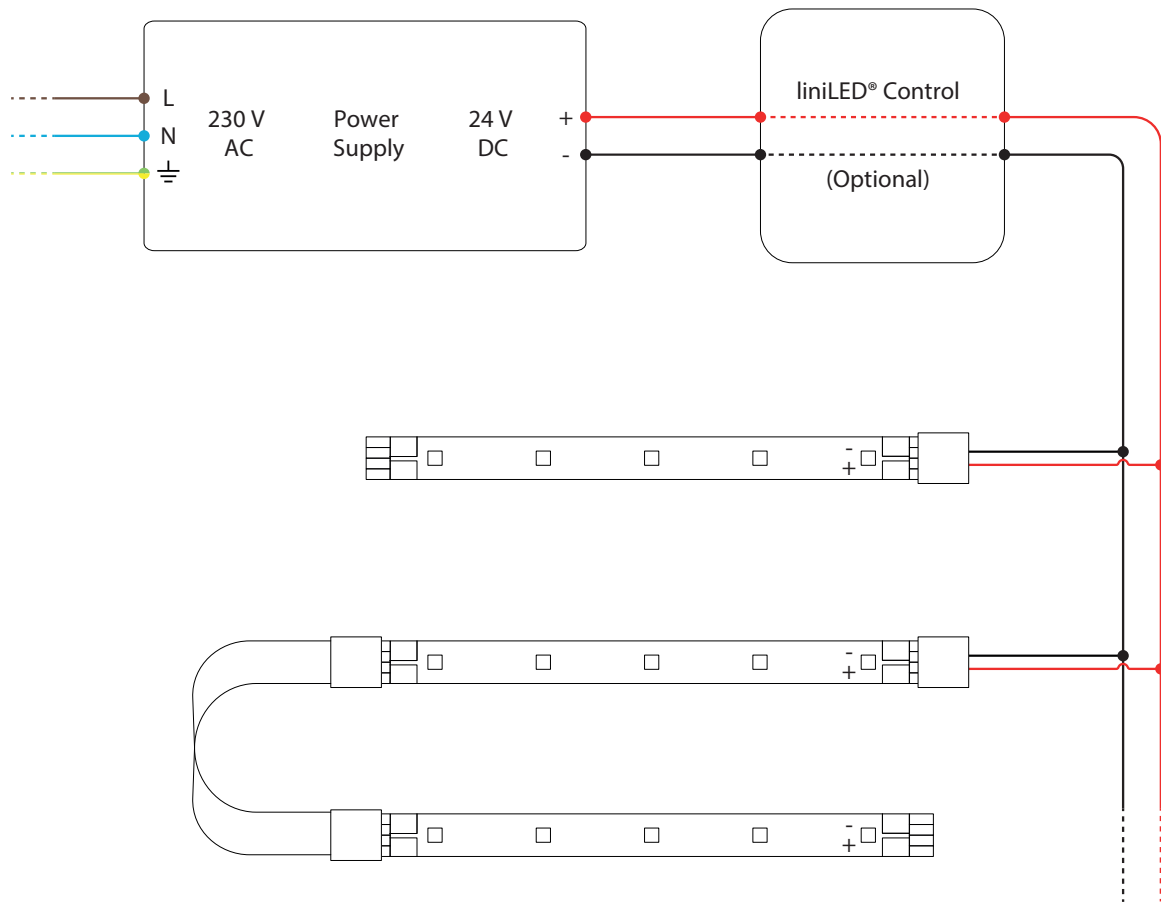 L
N
230 V
AC
Power
Supply
24 V
DC
+
-
liniLED® Control
(Optional)
-
+
-
+
-
+